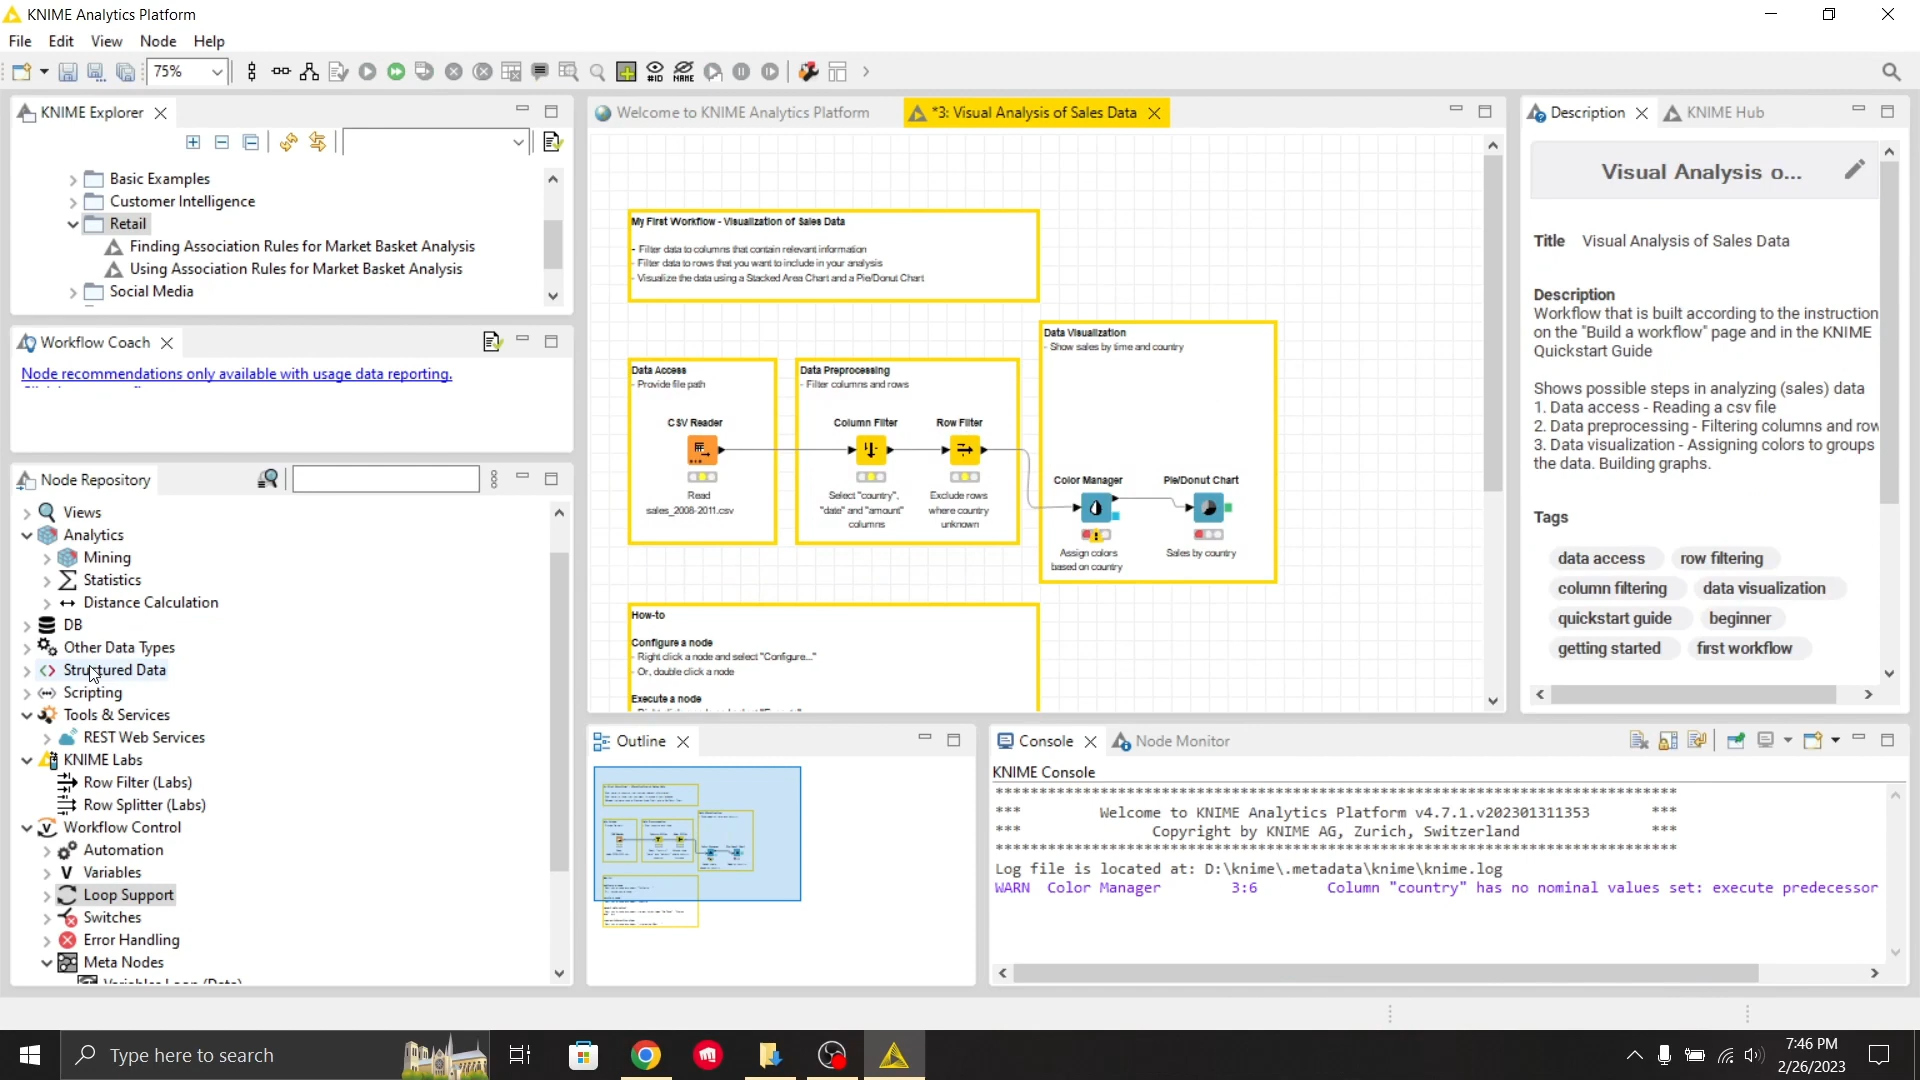 KNIME Analytics Platform
File Edit View Node Help
75%
#ID NAME
KNIME Explorer
Basic Examples
Customer Intelligence
Retail
Finding Association Rules for Market Basket Analysis
Using Association Rules for Market Basket Analysis
Social Media
Workflow Coach
Node recommendations only available with usage data reporting.
Node Repository
Views
Analytics
Mining
Statistics
Distance Calculation
DB
Other Data Types
Structured Data
Scripting
Tools & Services
REST Web Services
KNIME Labs
Row Filter (Labs)
Row Splitter (Labs)
Workflow Control
Automation
Variables
Loop Support
Switches
Error Handling
Meta Nodes
Variables Loop (Data)
Welcome to KNIME Analytics Platform
*3: Visual Analysis of Sales Data
My First Workflow - Visualization of Sales Data
- Filter data to columns that contain relevant information
- Filter data to rows that you want to include in your analysis
- Visualize the data using a Stacked Area Chart and a Pie/Donut Chart
Data Access
- Provide file path
CSV Reader
Read
sales_2008-2011.csv
Data Preprocessing
- Filter columns and rows
Column Filter
Select "country",
"date" and "amount"
columns
Row Filter
Exclude rows
where country
unknown
Data Visualization
- Show sales by time and country
Color Manager
Assign colors
based on country
Pie/Donut Chart
Sales by country
How-to
Configure a node
- Right click a node and select "Configure..."
- Or, double click a node
Execute a node
Description
KNIME Hub
Visual Analysis o...
Title Visual Analysis of Sales Data
Description
Workflow that is built according to the instruction
on the "Build a workflow" page and in the KNIME
Quickstart Guide
Shows possible steps in analyzing (sales) data
1. Data access - Reading a csv file
2. Data preprocessing - Filtering columns and row
3. Data visualization - Assigning colors to groups
the data. Building graphs.
Tags
data access row filtering
column filtering data visualization
quickstart guide beginner
getting started first workflow
Outline
Console
Node Monitor
KNIME Console
********************************************************************************
*** Welcome to KNIME Analytics Platform v4.7.1.v202301311353 ***
*** Copyright by KNIME AG, Zurich, Switzerland ***
********************************************************************************
Log file is located at: D:\knime\.metadata\knime\knime.log
WARN Color Manager 3:6 Column "country" has no nominal values set: execute predecessor
Type here to search
7:46 PM
2/26/2023